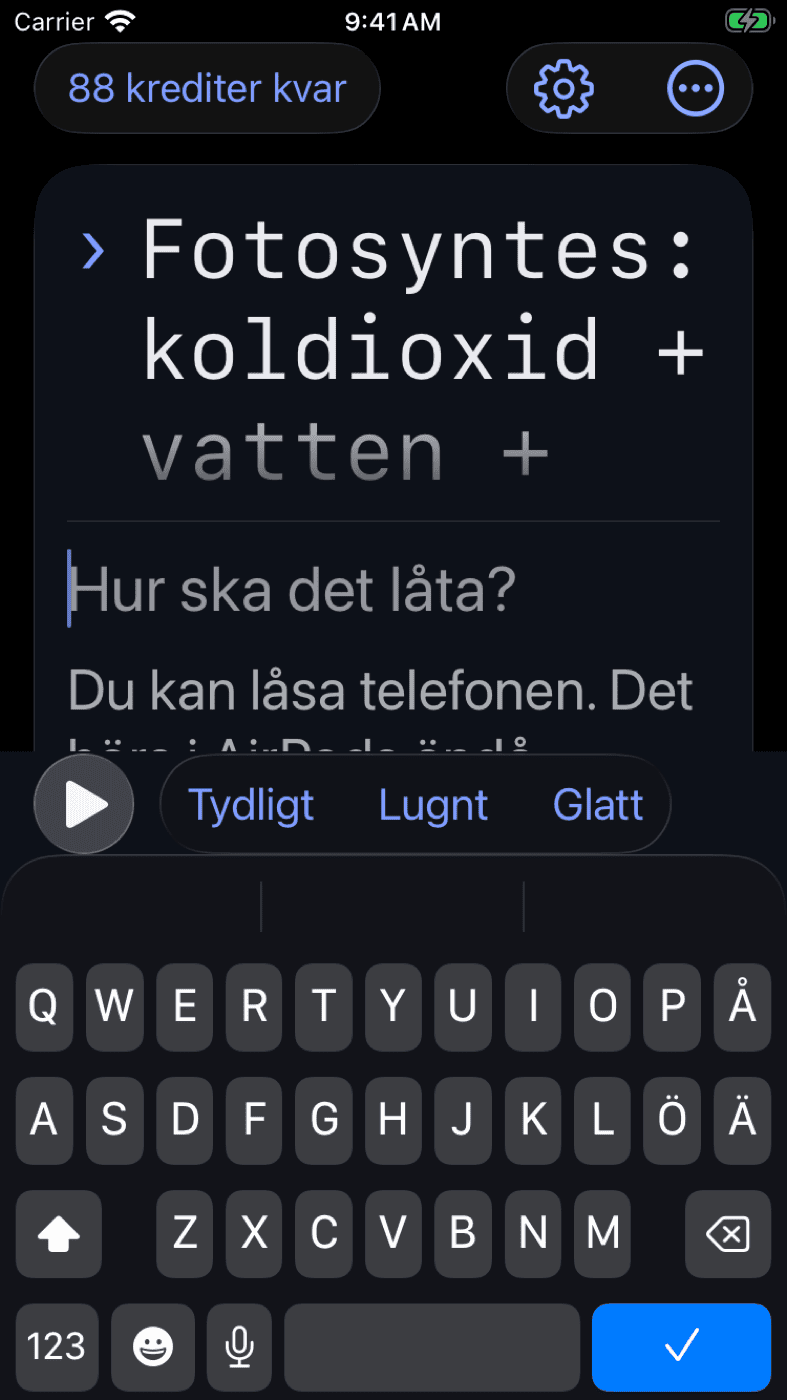 Carrier 9:41 AM
88 krediter kvar
› Fotosyntes:
koldioxid +
vatten +
Hur ska det låta?
Du kan låsa telefonen. Det
Tydligt Lugnt Glatt
Q W E R T Y U I O P Å
A S D F G H J K L Ö Ä
Z X C V B N M
123